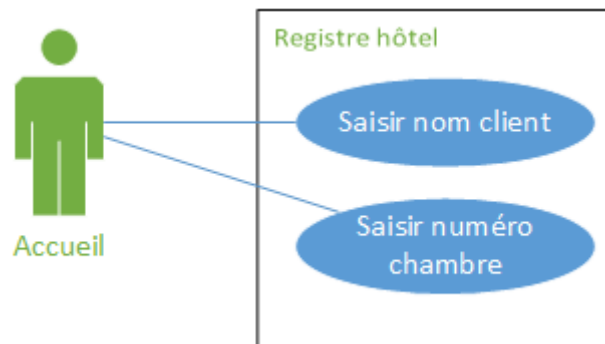 Registre hôtel
Saisir nom client
Saisir numéro
chambre
Accueil